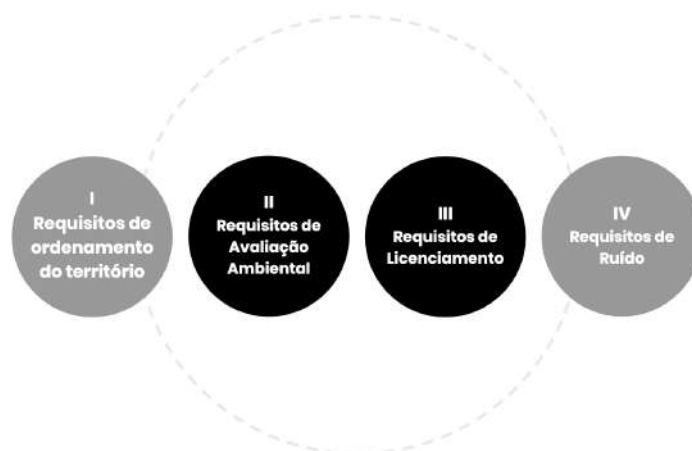 I
Requisitos de
ordenamento
do território
II
Requisitos de
Avaliação
Ambiental
III
Requisitos de
Licenciamento
IV
Requisitos de
Ruído